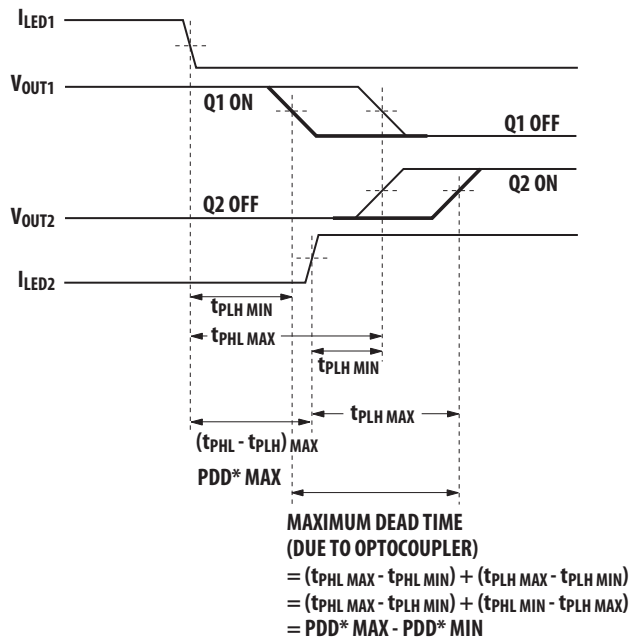 ILED1
VOUT1
Q1 ON
Q1 OFF
Q2 ON
Q2 OFF
VOUT2
ILED2
tPLH MIN
tPHL MAX
tPLH MIN
tPLH MAX
(tPHL - tPLH) MAX
PDD* MAX
MAXIMUM DEAD TIME
(DUE TO OPTOCOUPLER)
= (tPHL MAX - tPHL MIN) + (tPLH MAX - tPLH MIN)
= (tPHL MAX - tPLH MIN) + (tPHL MIN - tPLH MAX)
= PDD* MAX - PDD* MIN